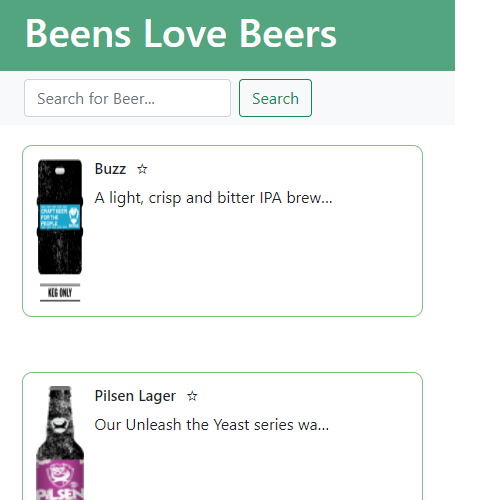 Beens Love Beers
Search for Beer...
Search
Buzz ☆
A light, crisp and bitter IPA brew...
CRAFT BEER
FOR THE
PEOPLE
KEG ONLY
Pilsen Lager ☆
Our Unleash the Yeast series wa...
PILSEN